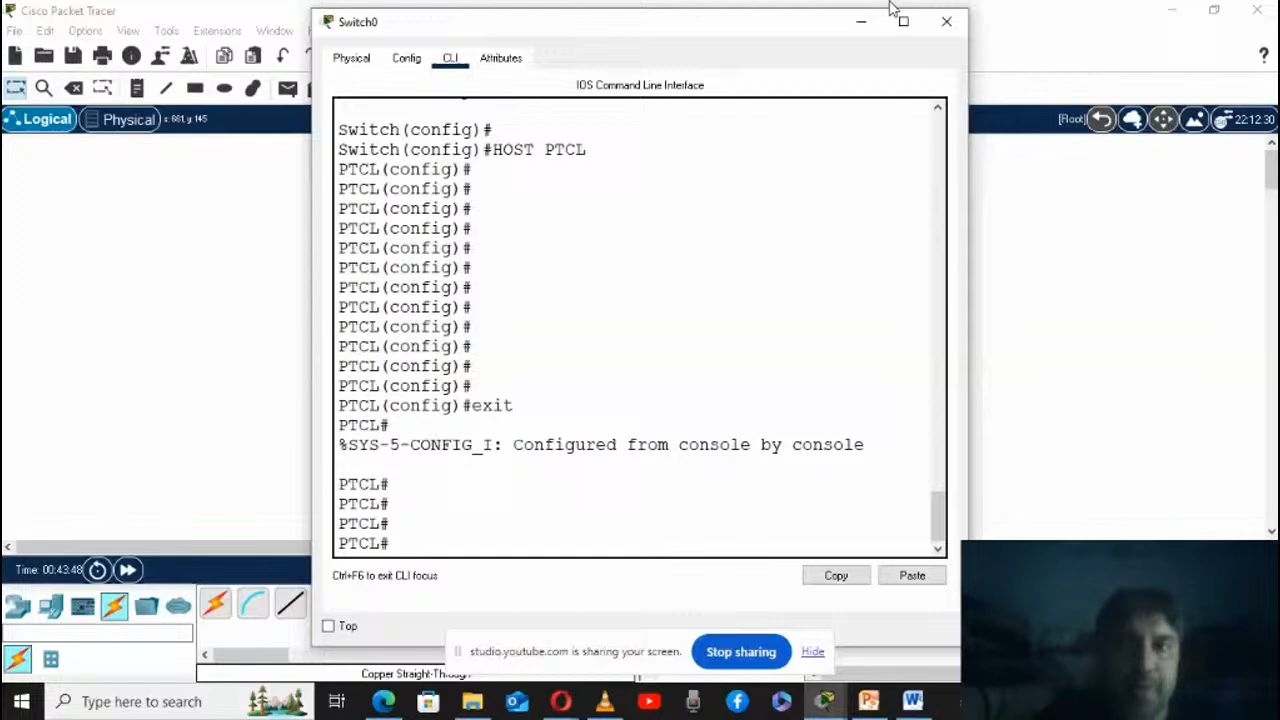 Cisco Packet Tracer
File Edit Options View Tools Extensions Window
Switch0
Physical Config CLI Attributes
IOS Command Line Interface
Logical Physical x: 661, y: 145
[Root] 22:12:30
Switch(config)#
Switch(config)#HOST PTCL
PTCL(config)#
PTCL(config)#
PTCL(config)#
PTCL(config)#
PTCL(config)#
PTCL(config)#
PTCL(config)#
PTCL(config)#
PTCL(config)#
PTCL(config)#
PTCL(config)#
PTCL(config)#
PTCL(config)#exit
PTCL#
%SYS-5-CONFIG_I: Configured from console by console
PTCL#
PTCL#
PTCL#
PTCL#
Ctrl+F6 to exit CLI focus
Copy Paste
Time: 00:43:48
Top
studio.youtube.com is sharing your screen. Stop sharing Hide
Copper Straight-Through
Type here to search